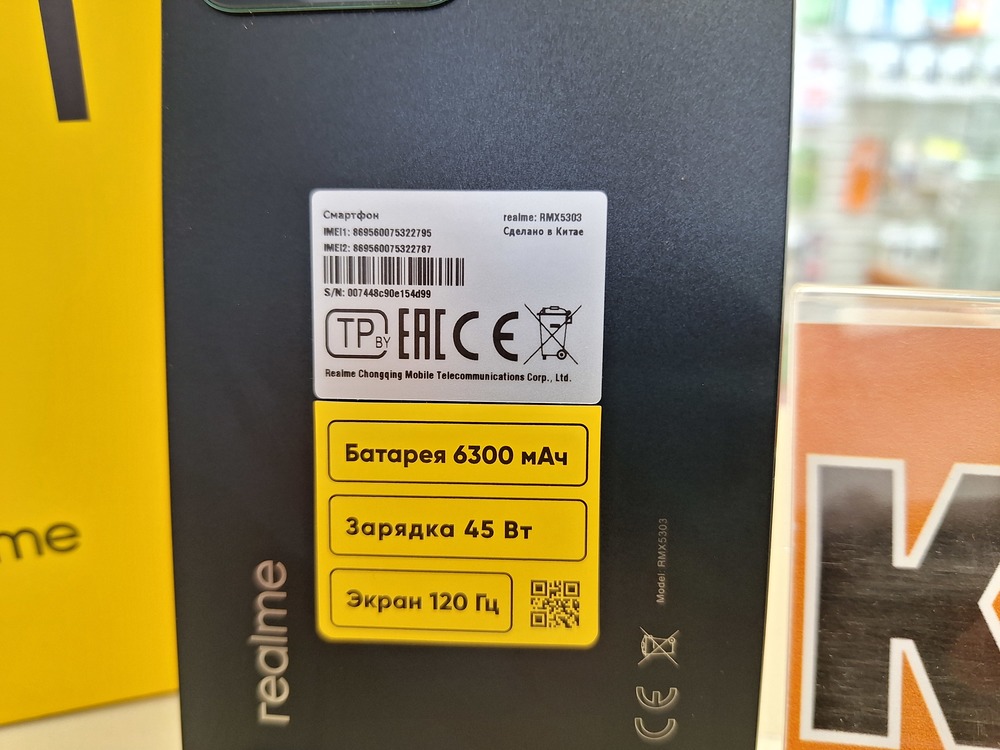 Смартфон
IMEI1: 869560075322795
IMEI2: 869560075322787
S/N: 007448c90e154d99
realme: RMX5303
Сделано в Китае
TP BY EAC CE
Realme Chongqing Mobile Telecommunications Corp., Ltd.
Батарея 6300 мАч
Зарядка 45 Вт
Экран 120 Гц
realme
Model: RMX5303
CE
me
K